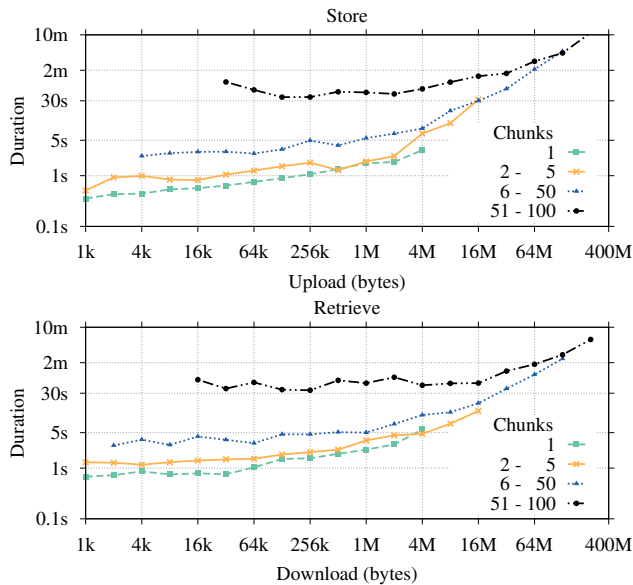 Store
10m
2m
30s
5s
1s
0.1s
Duration
Chunks
1
2 - 5
6 - 50
51 - 100
1k 4k 16k 64k 256k 1M 4M 16M 64M 400M
Upload (bytes)
Retrieve
10m
2m
30s
5s
1s
0.1s
Duration
Chunks
1
2 - 5
6 - 50
51 - 100
1k 4k 16k 64k 256k 1M 4M 16M 64M 400M
Download (bytes)